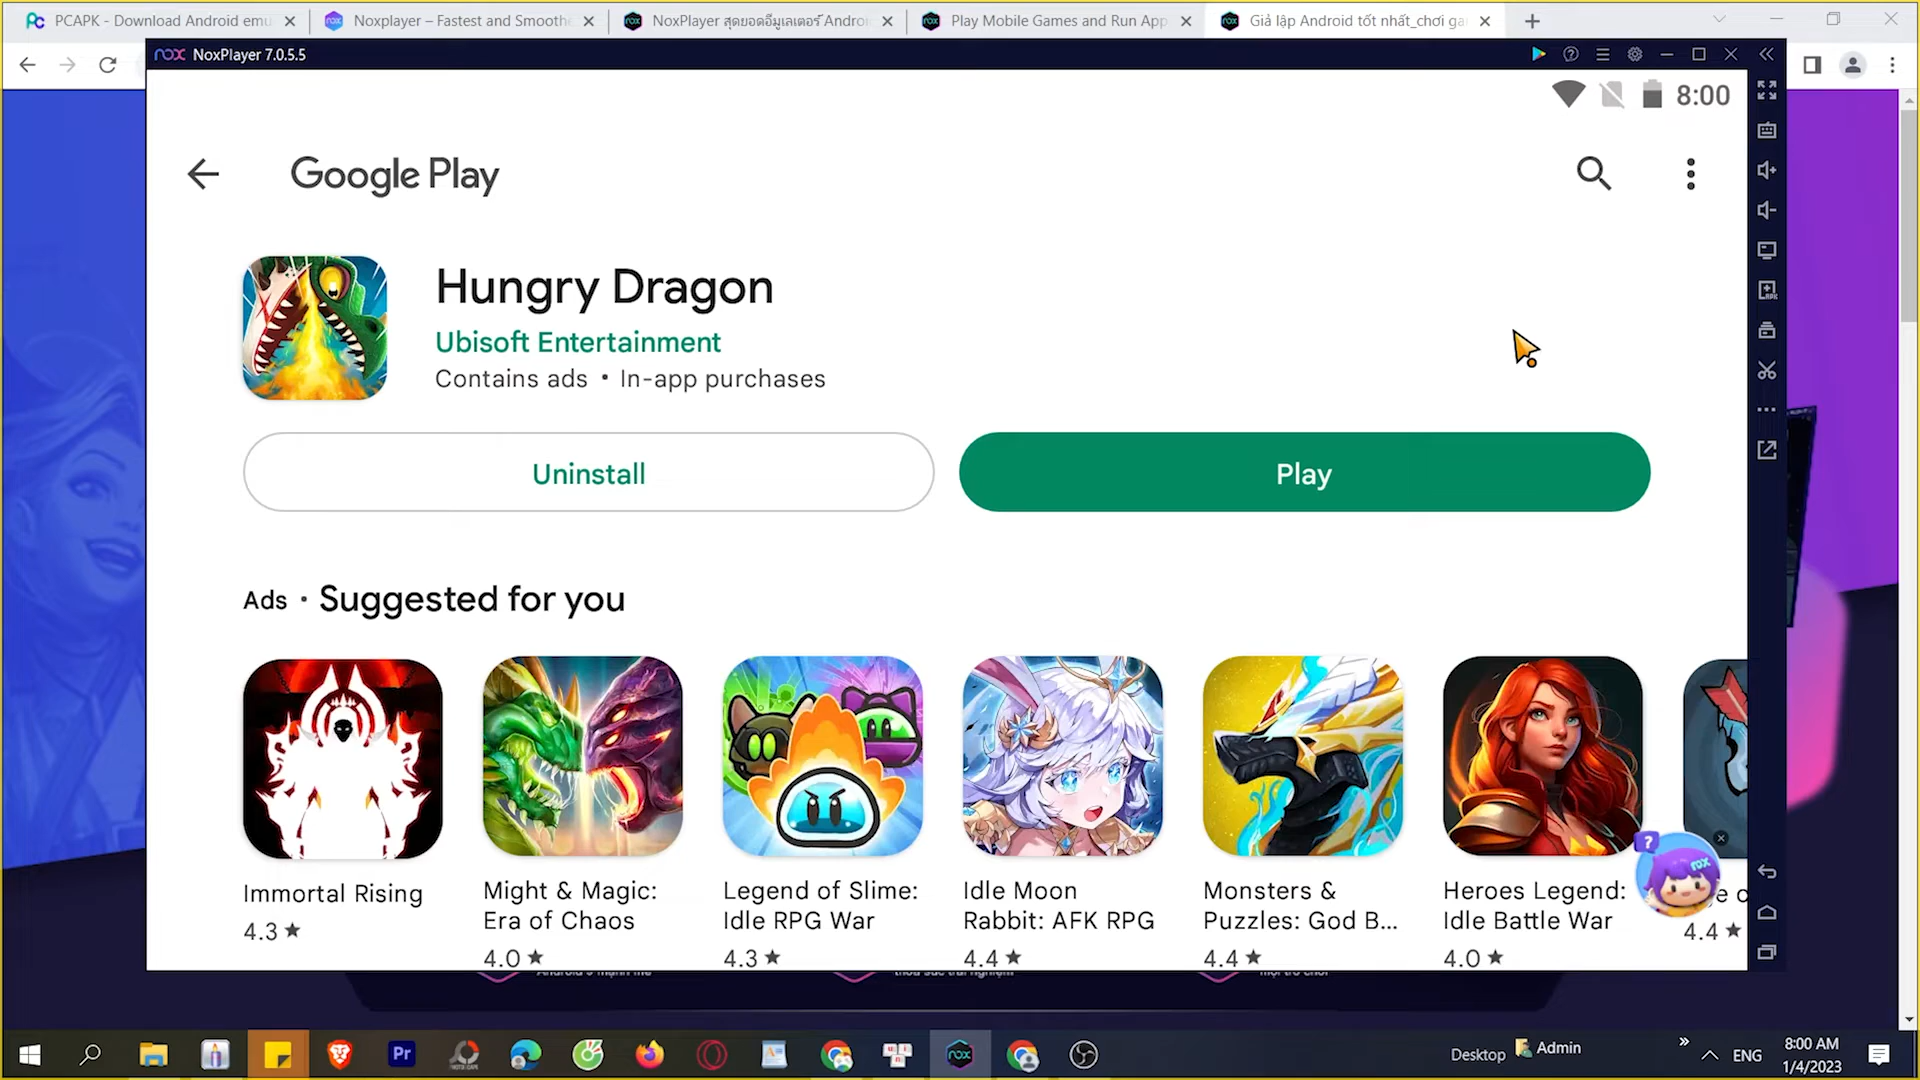 PCAPK - Download Android emu
Noxplayer – Fastest and Smoothe
NoxPlayer สุดยอดอีมูเลเตอร์ Androi
Play Mobile Games and Run App
Giả lập Android tốt nhất_chơi ga
nox NoxPlayer 7.0.5.5
8:00
Google Play
Hungry Dragon
Ubisoft Entertainment
Contains ads • In-app purchases
Uninstall
Play
Ads · Suggested for you
Immortal Rising
4.3 ★
Might & Magic:
Era of Chaos
4.0 ★
Legend of Slime:
Idle RPG War
4.3 ★
Idle Moon
Rabbit: AFK RPG
4.4 ★
Monsters &
Puzzles: God B...
4.4 ★
Heroes Legend:
Idle Battle War
4.0 ★
4.4 ★
Desktop
Admin
ENG
8:00 AM
1/4/2023